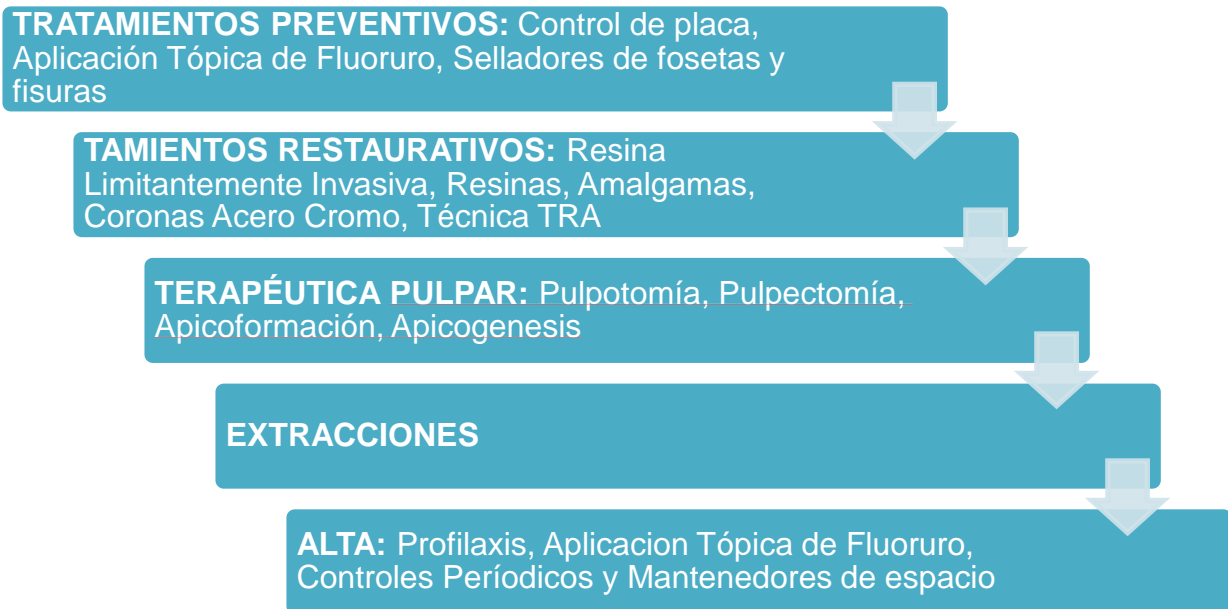 TRATAMIENTOS PREVENTIVOS: Control de placa,
Aplicación Tópica de Fluoruro, Selladores de fosetas y
fisuras
TAMIENTOS RESTAURATIVOS: Resina
Limitantemente Invasiva, Resinas, Amalgamas,
Coronas Acero Cromo, Técnica TRA
TERAPÉUTICA PULPAR: Pulpotomía, Pulpectomía,
Apicoformación, Apicogenesis
EXTRACCIONES
ALTA: Profilaxis, Aplicacion Tópica de Fluoruro,
Controles Períodicos y Mantenedores de espacio